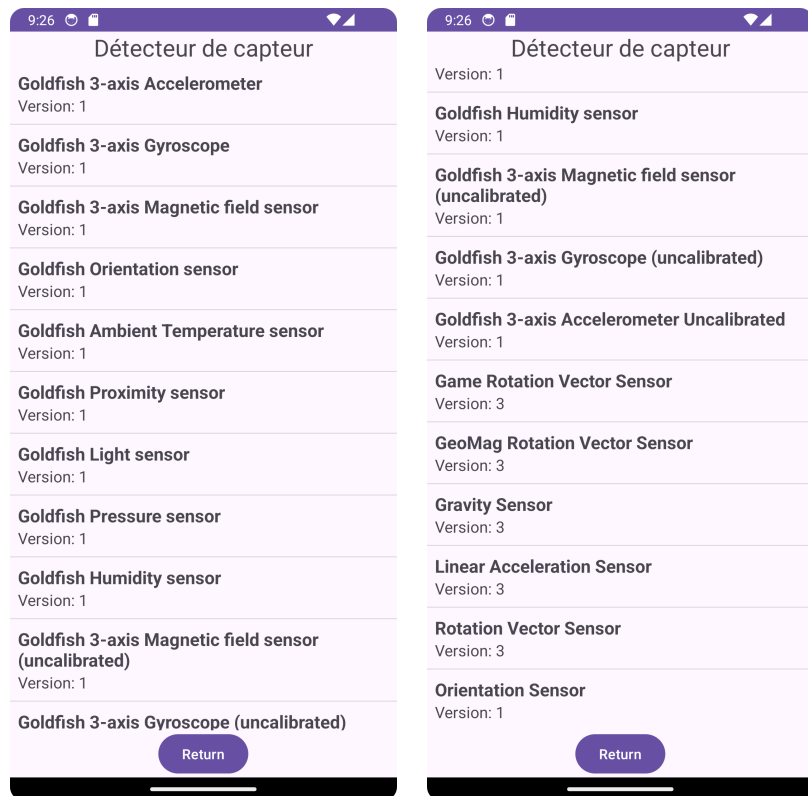 9:26
Détecteur de capteur
Goldfish 3-axis Accelerometer
Version: 1
Goldfish 3-axis Gyroscope
Version: 1
Goldfish 3-axis Magnetic field sensor
Version: 1
Goldfish Orientation sensor
Version: 1
Goldfish Ambient Temperature sensor
Version: 1
Goldfish Proximity sensor
Version: 1
Goldfish Light sensor
Version: 1
Goldfish Pressure sensor
Version: 1
Goldfish Humidity sensor
Version: 1
Goldfish 3-axis Magnetic field sensor
(uncalibrated)
Version: 1
Goldfish 3-axis Gyroscope (uncalibrated)
Return
9:26
Détecteur de capteur
Version: 1
Goldfish Humidity sensor
Version: 1
Goldfish 3-axis Magnetic field sensor
(uncalibrated)
Version: 1
Goldfish 3-axis Gyroscope (uncalibrated)
Version: 1
Goldfish 3-axis Accelerometer Uncalibrated
Version: 1
Game Rotation Vector Sensor
Version: 3
GeoMag Rotation Vector Sensor
Version: 3
Gravity Sensor
Version: 3
Linear Acceleration Sensor
Version: 3
Rotation Vector Sensor
Version: 3
Orientation Sensor
Version: 1
Return